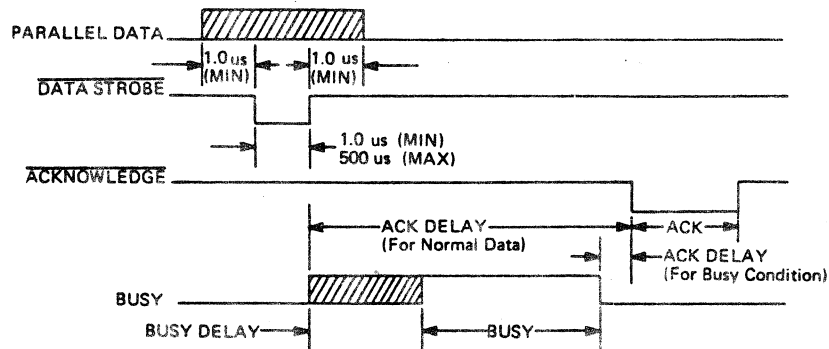 PARALLEL DATA
1.0 us
(MIN)
1.0 us
(MIN)
DATA STROBE
1.0 us (MIN)
500 us (MAX)
ACKNOWLEDGE
ACK DELAY
(For Normal Data)
ACK
ACK DELAY
(For Busy Condition)
BUSY
BUSY DELAY
BUSY